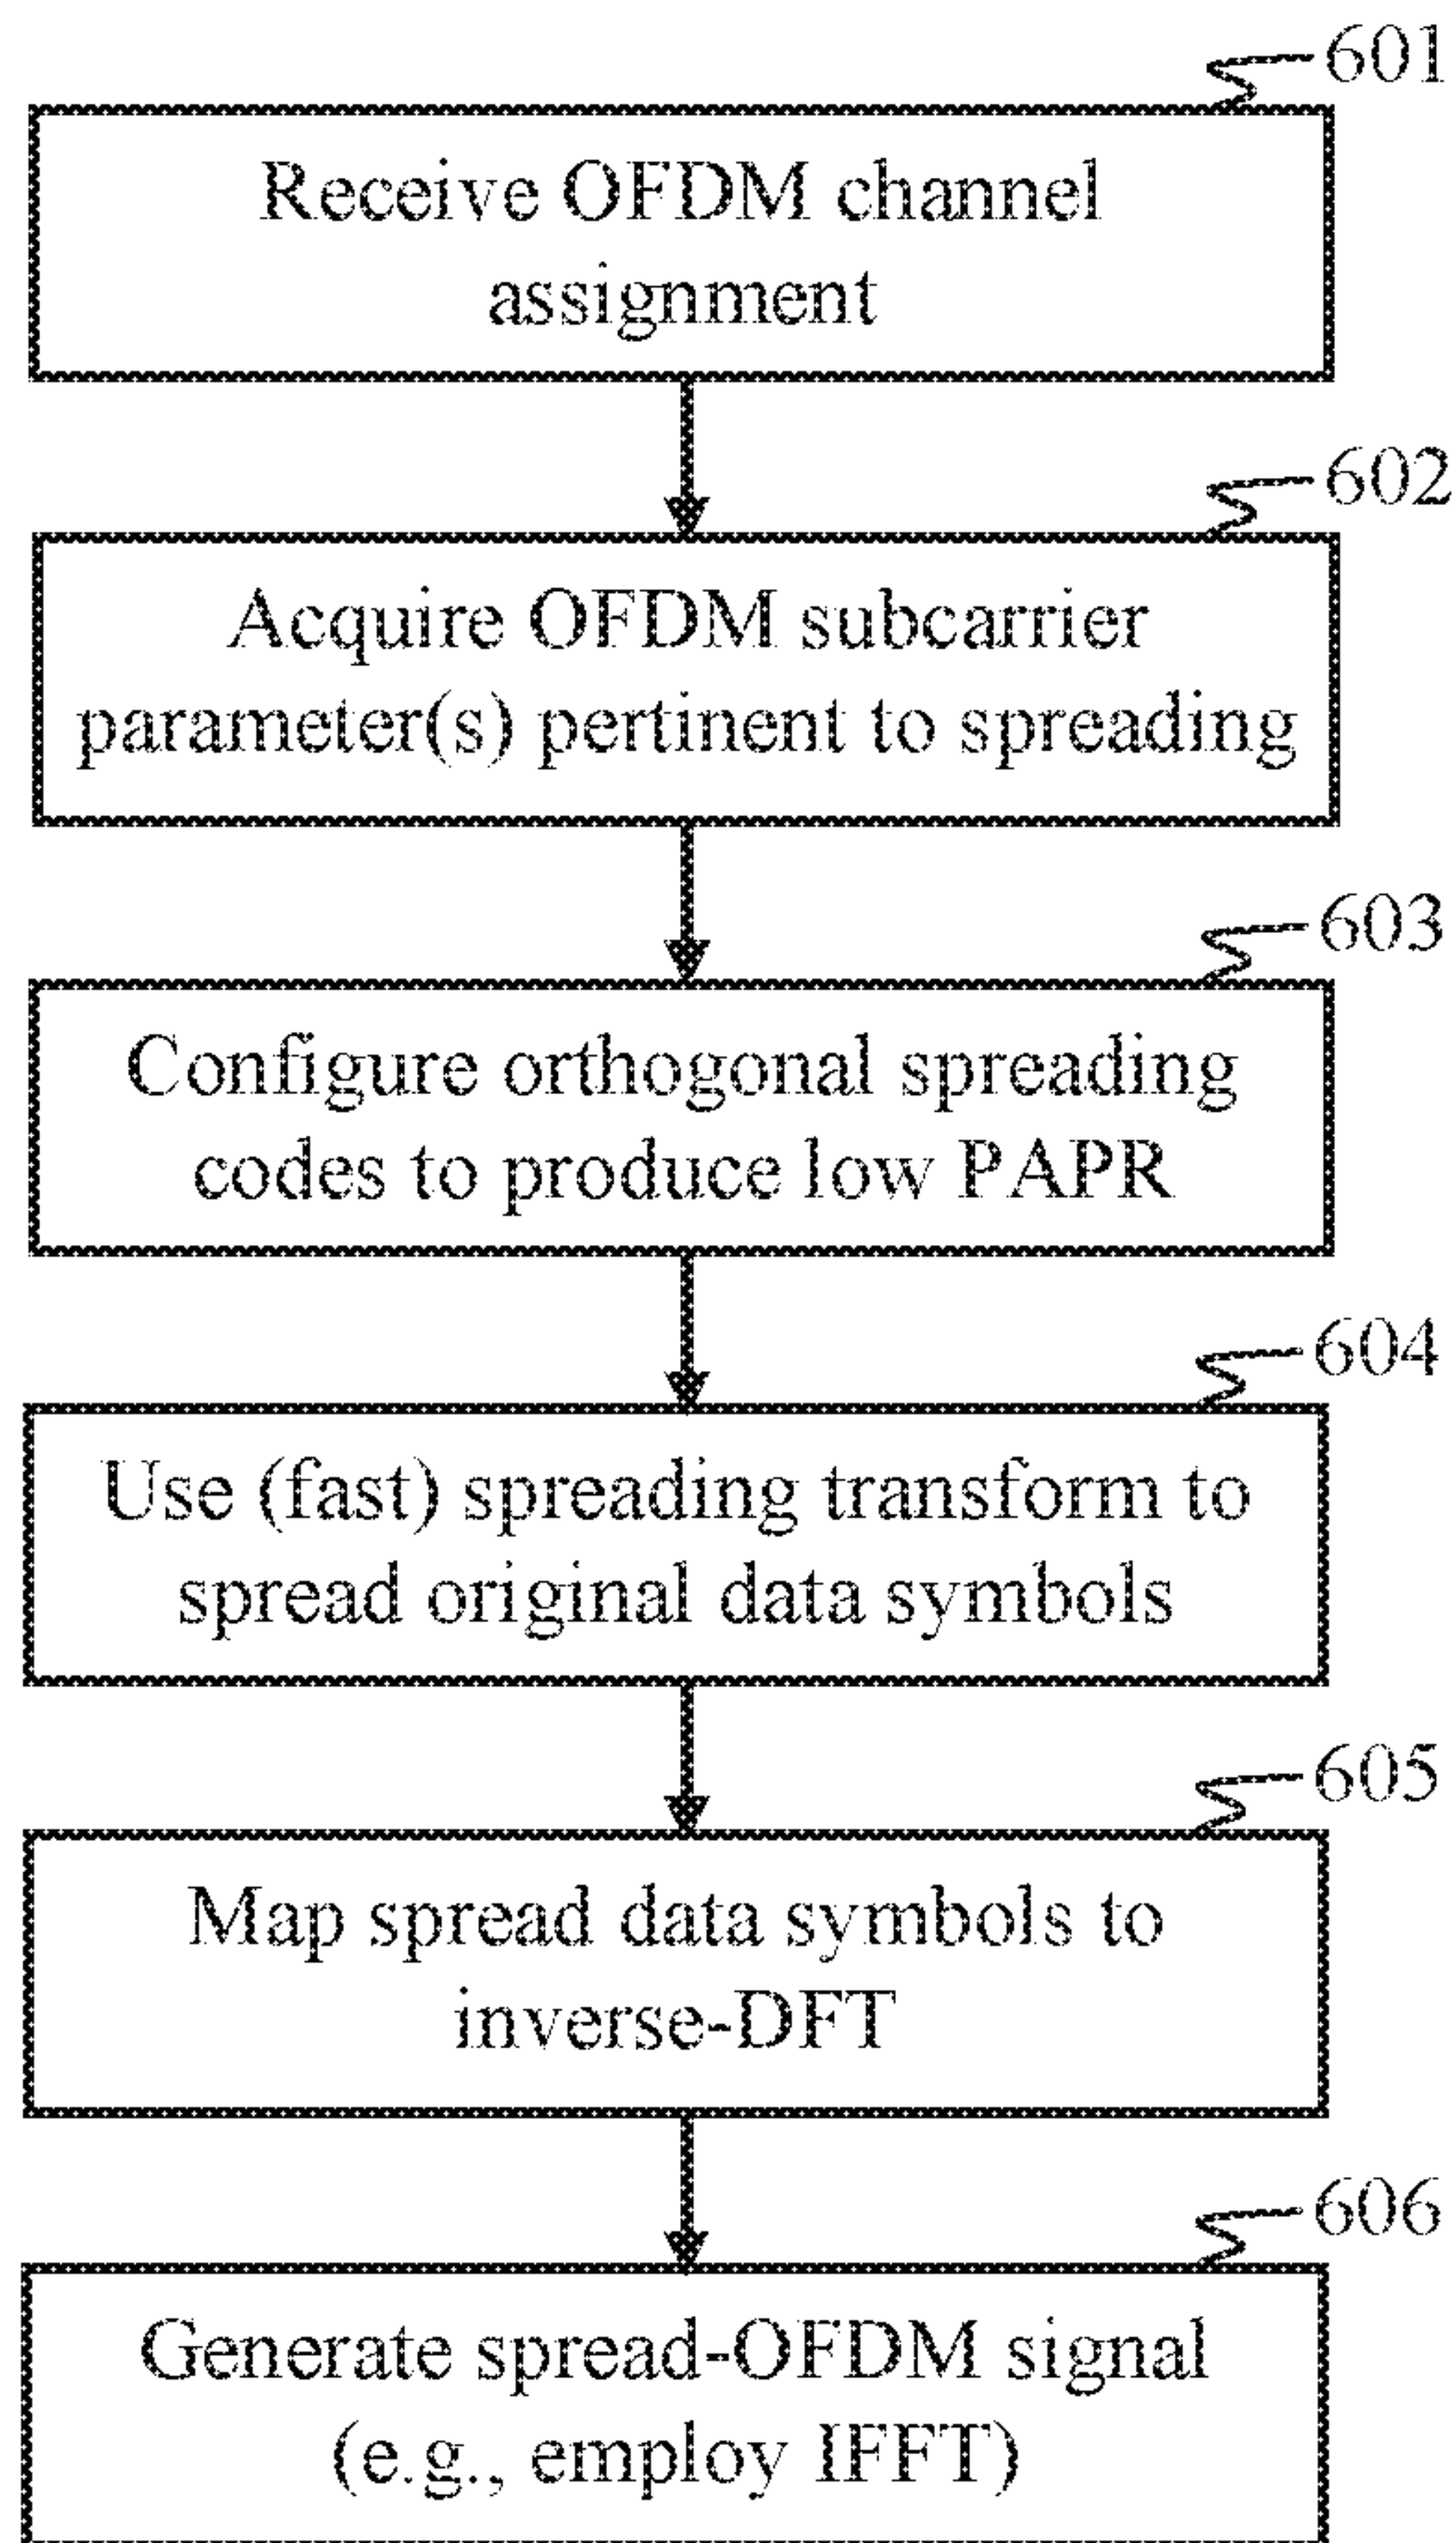 601
Receive OFDM channel
assignment
602
Acquire OFDM subcarrier
parameter(s) pertinent to spreading
603
Configure orthogonal spreading
codes to produce low PAPR
604
Use (fast) spreading transform to
spread original data symbols
605
Map spread data symbols to
inverse-DFT
606
Generate spread-OFDM signal
(e.g., employ IFFT)